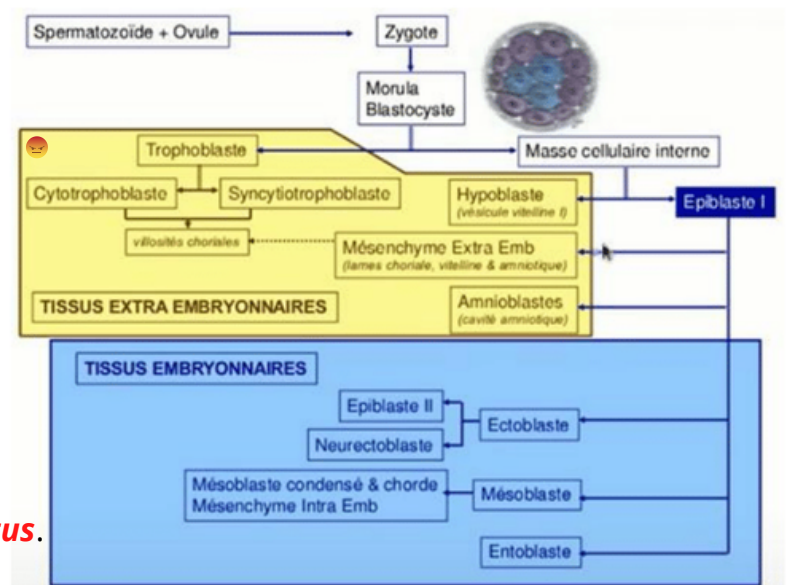 Spermatozoïde + Ovule
Zygote
Morula
Blastocyste
Trophoblaste
Masse cellulaire interne
Cytotrophoblaste
Syncytiotrophoblaste
Hypoblaste
(vésicule vitelline I)
Epiblaste I
villosités choriales
Mésenchyme Extra Emb
(lames choriale, vitelline & amniotique)
TISSUS EXTRA EMBRYONNAIRES
Amnioblastes
(cavité amniotique)
TISSUS EMBRYONNAIRES
Epiblaste II
Ectoblaste
Neurectoblaste
Mésoblaste condensé & chorde
Mésenchyme Intra Emb
Mésoblaste
us.
Entoblaste